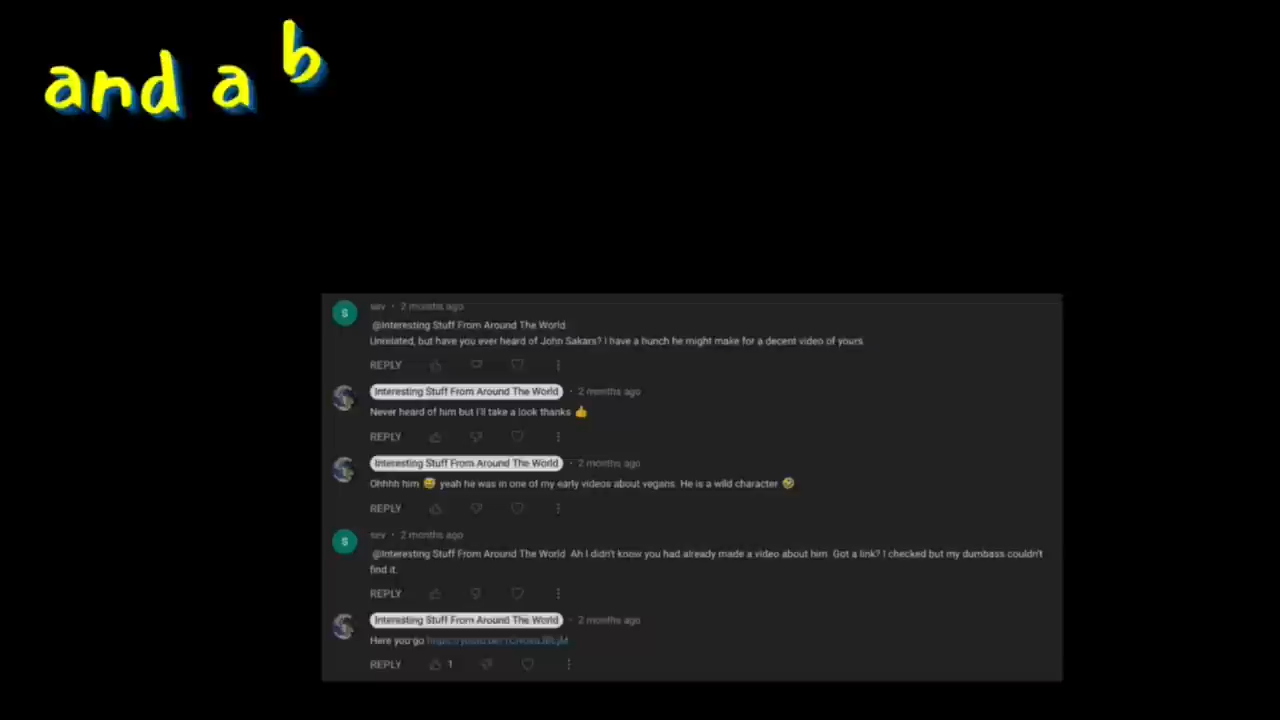 and a b
S
sev · 2 months ago
@Interesting Stuff From Around The World
Unrelated, but have you ever heard of John Sakars? I have a hunch he might make for a decent video of yours
REPLY
Interesting Stuff From Around The World · 2 months ago
Never heard of him but I'll take a look thanks 👍
REPLY
Interesting Stuff From Around The World · 2 months ago
Ohhhh him 😅 yeah he was in one of my early videos about vegans. He is a wild character 🤣
REPLY
S
sev · 2 months ago
@Interesting Stuff From Around The World Ah I didn't know you had already made a video about him. Got a link? I checked but my dumbass couldn't
find it.
REPLY
Interesting Stuff From Around The World · 2 months ago
Here you go
REPLY 1